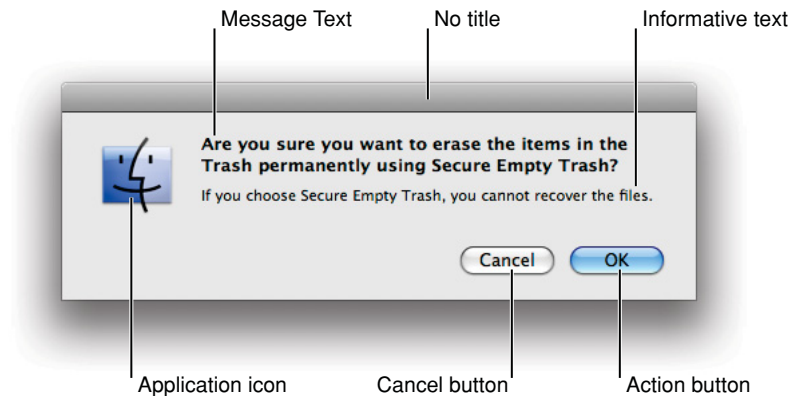 Message Text
No title
Informative text
Are you sure you want to erase the items in the
Trash permanently using Secure Empty Trash?
If you choose Secure Empty Trash, you cannot recover the files.
Cancel
OK
Application icon
Cancel button
Action button